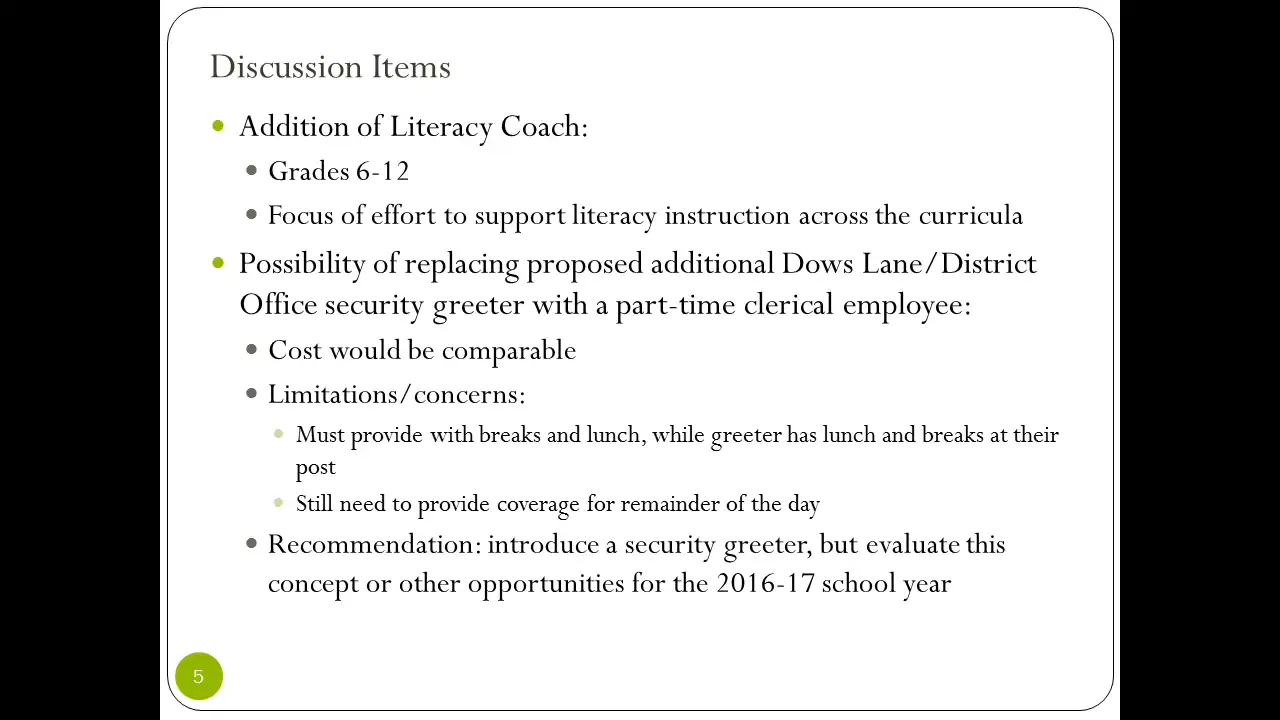 Discussion Items
Addition of Literacy Coach:
Grades 6-12
Focus of effort to support literacy instruction across the curricula
Possibility of replacing proposed additional Dows Lane/District
Office security greeter with a part-time clerical employee:
Cost would be comparable
Limitations/concerns:
Must provide with breaks and lunch, while greeter has lunch and breaks at their
post
Still need to provide coverage for remainder of the day
Recommendation: introduce a security greeter, but evaluate this
concept or other opportunities for the 2016-17 school year
5